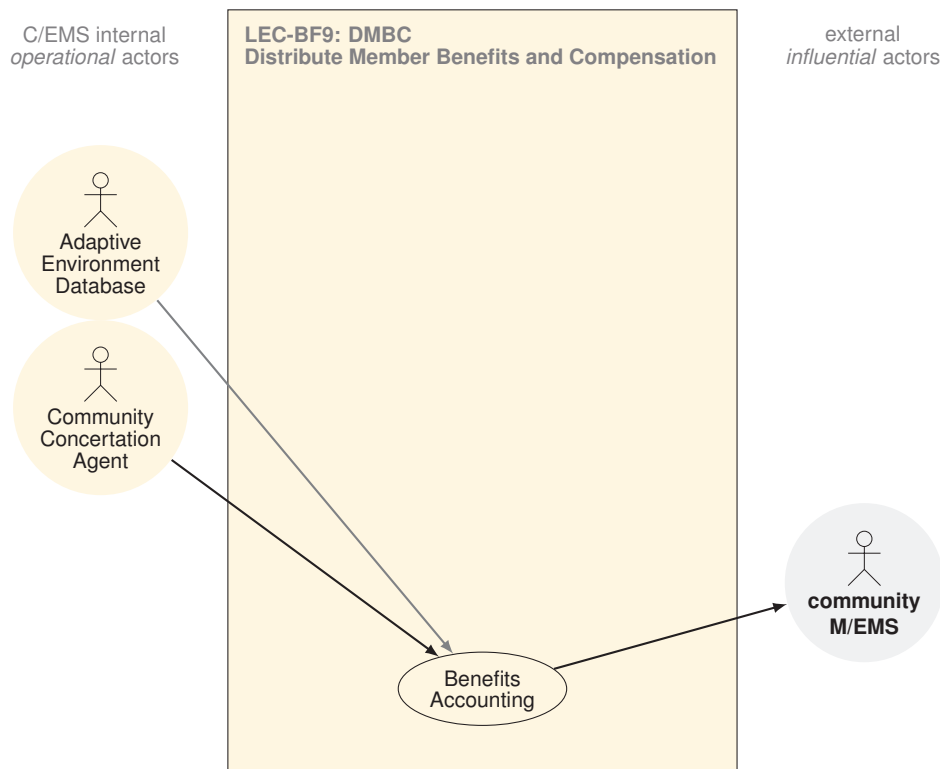 C/EMS internal
operational actors
LEC-BF9: DMBC
Distribute Member Benefits and Compensation
external
influential actors
Adaptive
Environment
Database
Community
Concertation
Agent
community
M/EMS
Benefits
Accounting